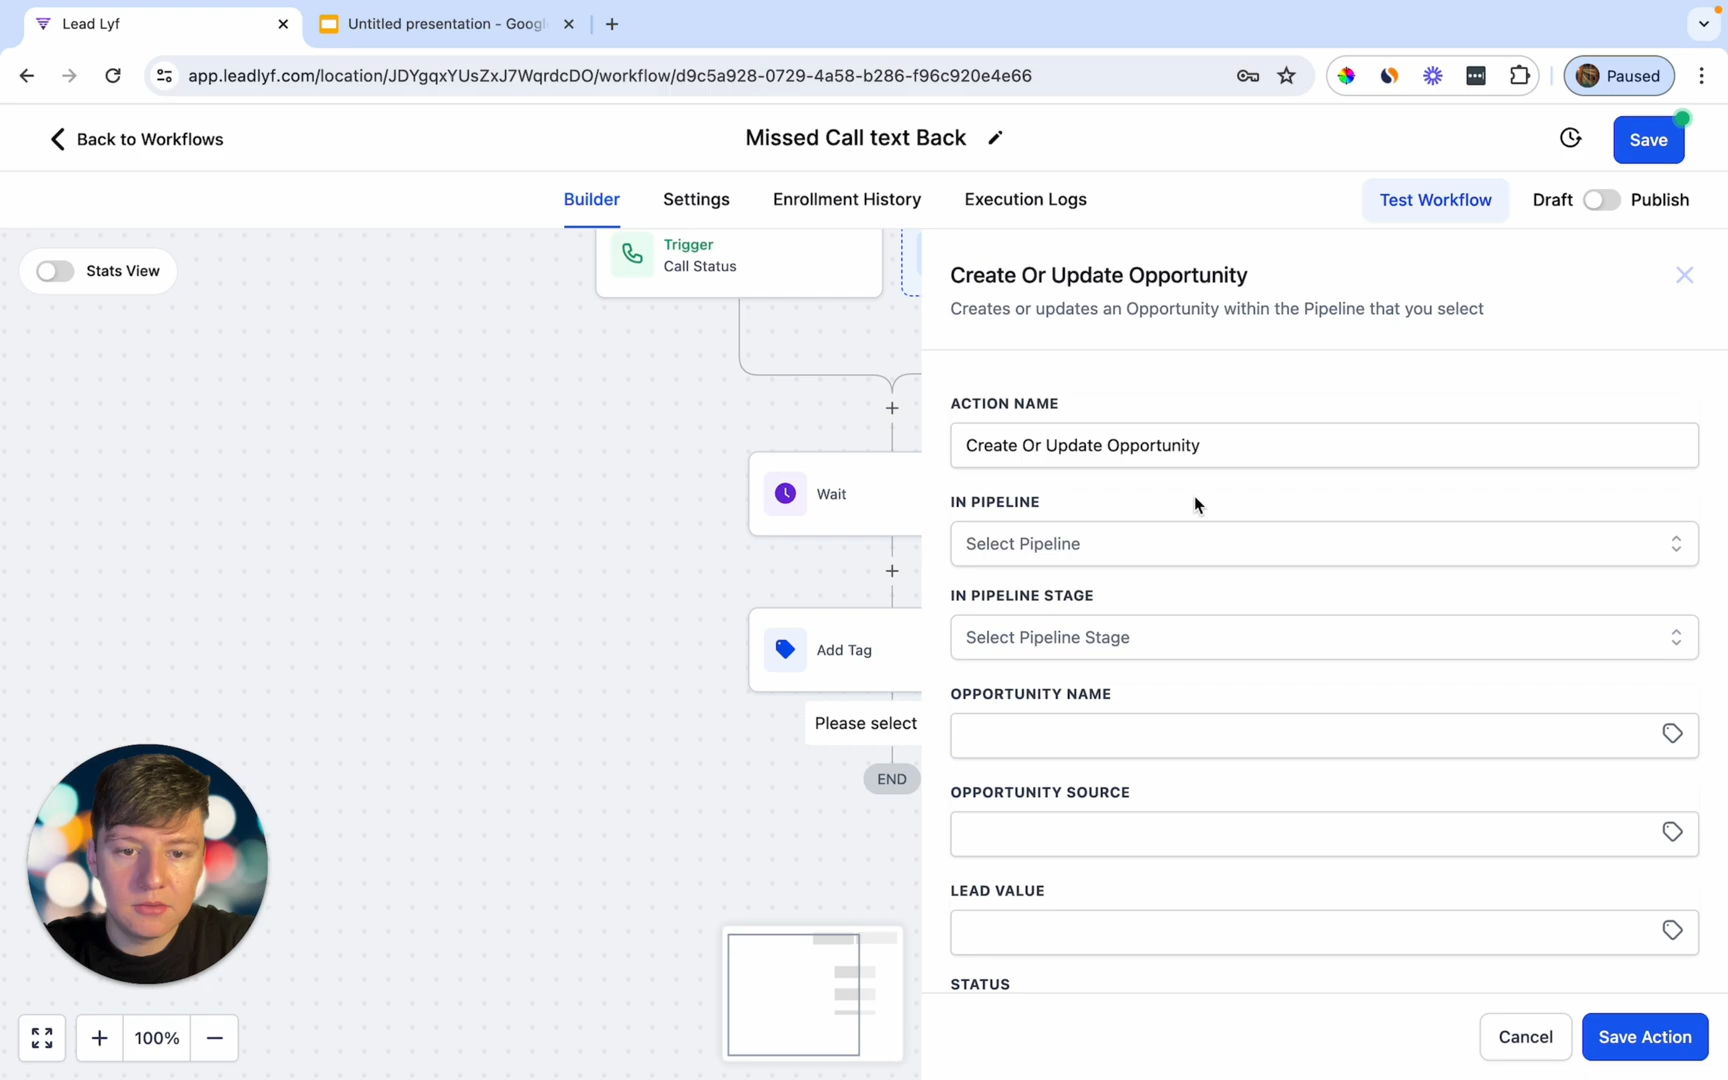 Lead Lyf
Untitled presentation - Googl
app.leadlyf.com/location/JDYgqxYUsZxJ7WqrdcDO/workflow/d9c5a928-0729-4a58-b286-f96c920e4e66
Paused
Back to Workflows
Missed Call text Back
Save
Builder
Settings
Enrollment History
Execution Logs
Test Workflow
Draft
Publish
Stats View
Trigger
Call Status
Wait
Add Tag
Please select
END
100%
Create Or Update Opportunity
Creates or updates an Opportunity within the Pipeline that you select
ACTION NAME
Create Or Update Opportunity
IN PIPELINE
Select Pipeline
IN PIPELINE STAGE
Select Pipeline Stage
OPPORTUNITY NAME
OPPORTUNITY SOURCE
LEAD VALUE
STATUS
Cancel
Save Action